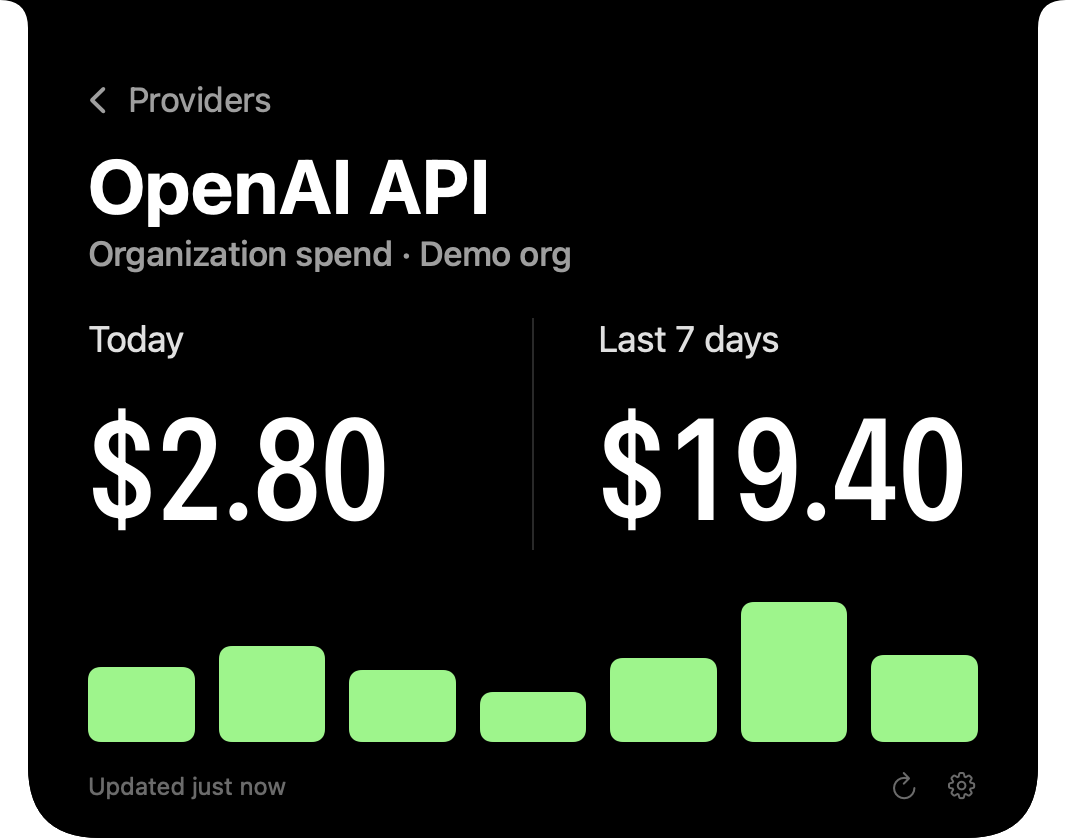 Providers
OpenAI API
Organization spend · Demo org
Today
Last 7 days
$2.80
$19.40
Updated just now